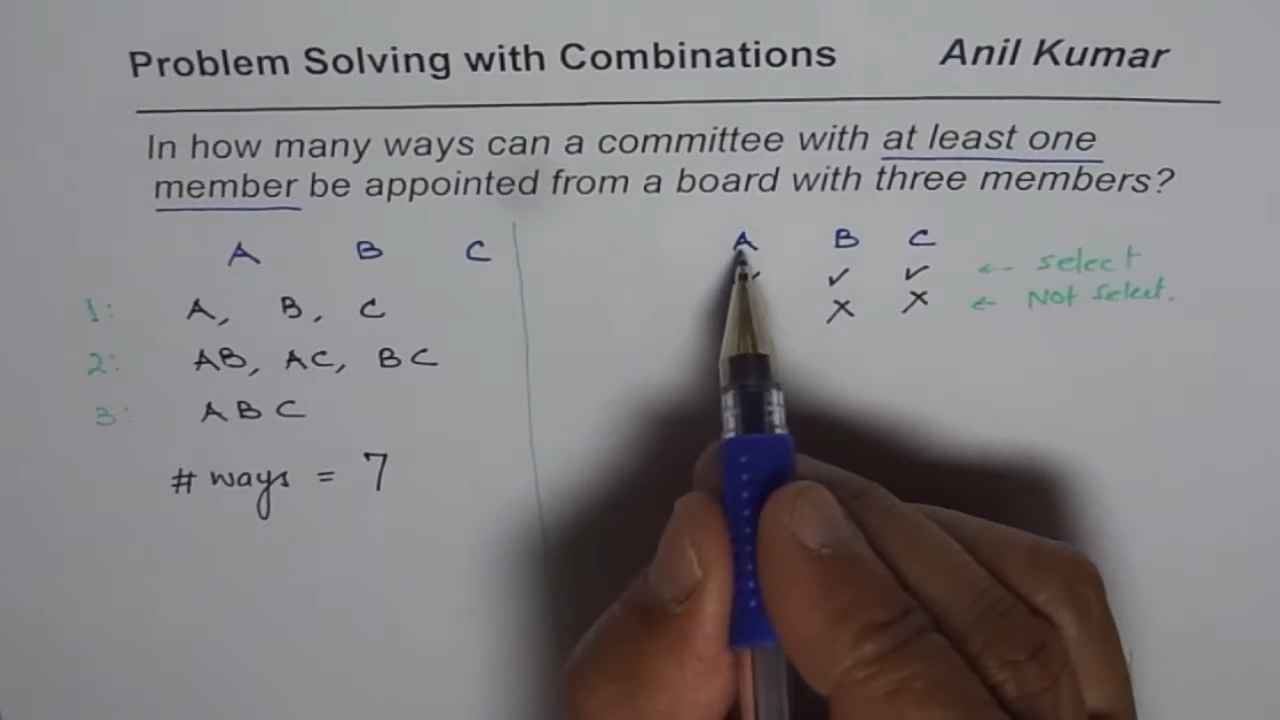 Problem Solving with Combinations Anil Kumar
In how many ways can a committee with at least one
member be appointed from a board with three members?
A B C
1: A, B, C
2: AB, AC, BC
3: ABC
# ways = 7
A B C
✓ ✓ ← select
✗ ✗ ← Not select.